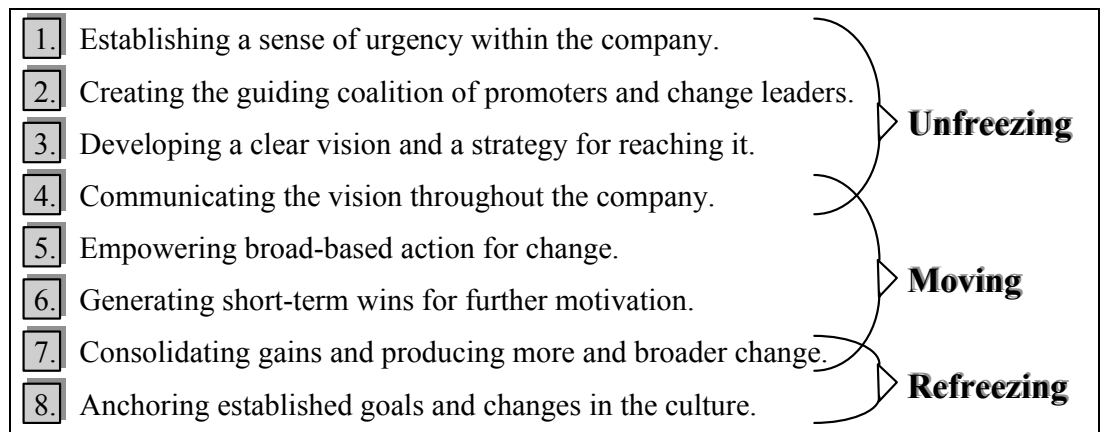 1. Establishing a sense of urgency within the company.
2. Creating the guiding coalition of promoters and change leaders.
Unfreezing
3. Developing a clear vision and a strategy for reaching it.
4. Communicating the vision throughout the company.
5. Empowering broad-based action for change.
Moving
6. Generating short-term wins for further motivation.
7. Consolidating gains and producing more and broader change.
Refreezing
8. Anchoring established goals and changes in the culture.